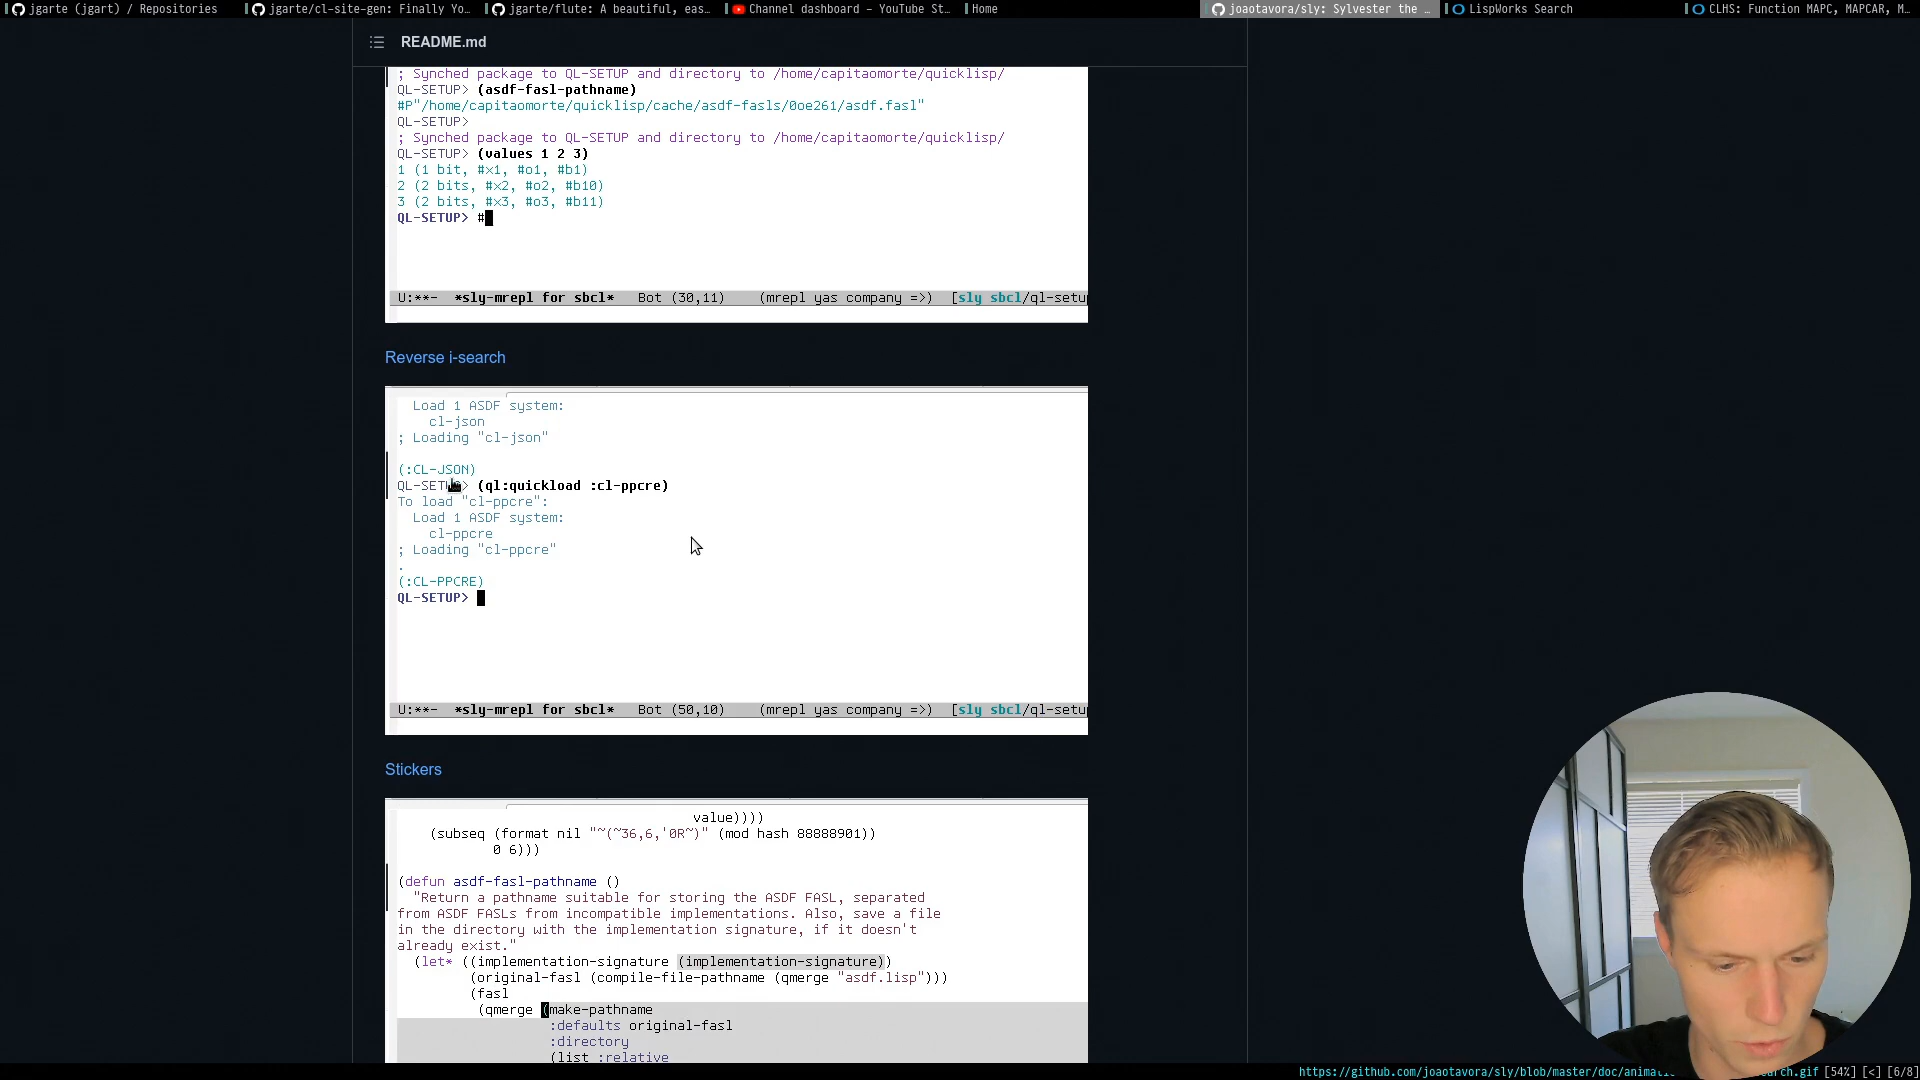 jgarte (jgart) / Repositories
jgarte/cl-site-gen: Finally Yo…
jgarte/flute: A beautiful, eas…
Channel dashboard - YouTube St…
Home
joaotavora/sly: Sylvester the …
LispWorks Search
CLHS: Function MAPC, MAPCAR, M…
README.md
; Synched package to QL-SETUP and directory to /home/capitaomorte/quicklisp/
QL-SETUP> (asdf-fasl-pathname)
#P"/home/capitaomorte/quicklisp/cache/asdf-fasls/0oe261/asdf.fasl"
QL-SETUP>
; Synched package to QL-SETUP and directory to /home/capitaomorte/quicklisp/
QL-SETUP> (values 1 2 3)
1 (1 bit, #x1, #o1, #b1)
2 (2 bits, #x2, #o2, #b10)
3 (2 bits, #x3, #o3, #b11)
QL-SETUP> #
U:**-  *sly-mrepl for sbcl*   Bot (30,11)    (mrepl yas company =>)  [sly sbcl/ql-setu
Reverse i-search
Load 1 ASDF system:
cl-json
; Loading "cl-json"
(:CL-JSON)
QL-SETUP> (ql:quickload :cl-ppcre)
To load "cl-ppcre":
Load 1 ASDF system:
cl-ppcre
; Loading "cl-ppcre"
.
(:CL-PPCRE)
QL-SETUP>
U:**-  *sly-mrepl for sbcl*   Bot (50,10)    (mrepl yas company =>)  [sly sbcl/ql-setu
Stickers
value))))
(subseq (format nil "~(~36,6,'0R~)" (mod hash 88888901))
0 6)))
(defun asdf-fasl-pathname ()
"Return a pathname suitable for storing the ASDF FASL, separated
from ASDF FASLs from incompatible implementations. Also, save a file
in the directory with the implementation signature, if it doesn't
already exist."
(let* ((implementation-signature (implementation-signature))
(original-fasl (compile-file-pathname (qmerge "asdf.lisp")))
(fasl
(qmerge (make-pathname
:defaults original-fasl
:directory
(list :relative
https://github.com/joaotavora/sly/blob/master/doc/animati search.gif [54%] [<] [6/8]